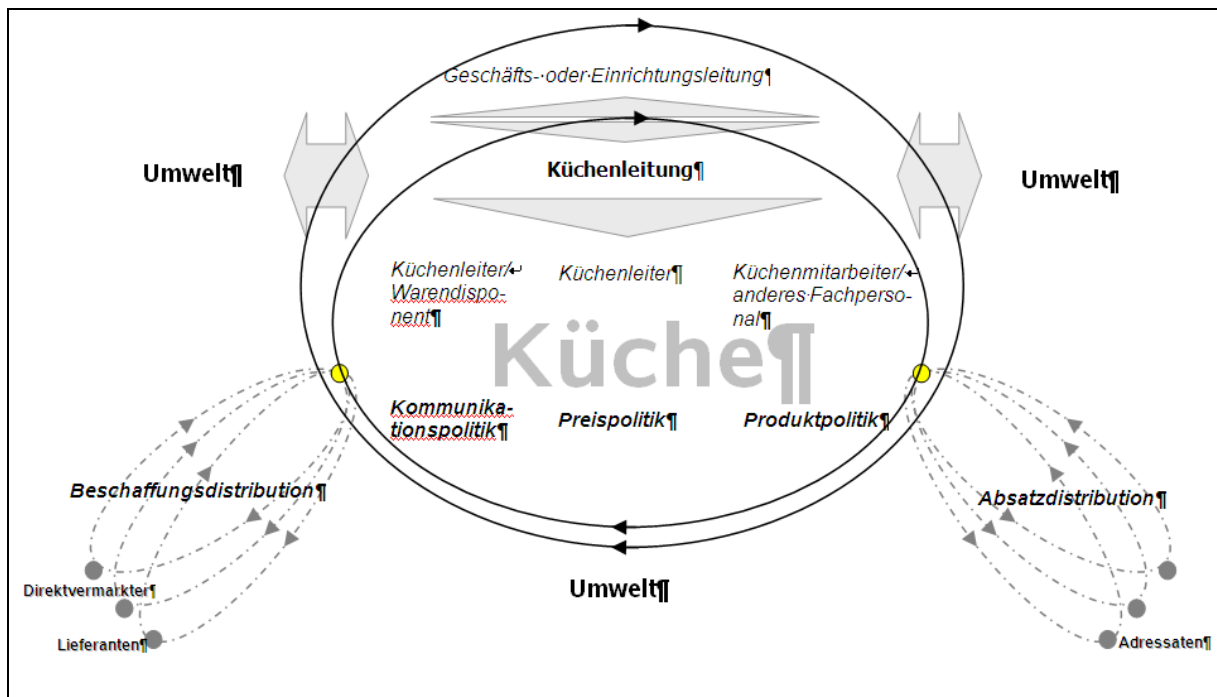 Geschäfts-·oder·Einrichtungsleitung¶
Umwelt¶
Küchenleitung¶
Umwelt¶
Küchenleiter/↵
Warendispo-
nent¶
Küchenleiter¶
Küchenmitarbeiter/↵
anderes·Fachperso-
nal¶
Küche¶
Kommunika-
tionspolitik¶
Preispolitik¶
Produktpolitik¶
Beschaffungsdistribution¶
Absatzdistribution¶
Direktvermarkter¶
Lieferanten¶
Umwelt¶
Adressaten¶